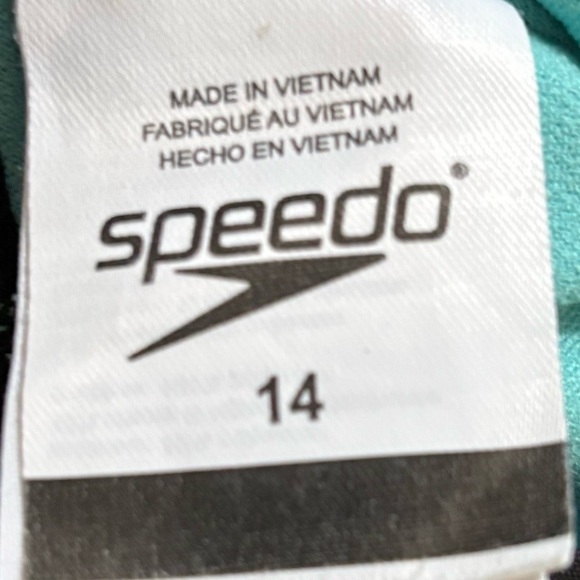 MADE IN VIETNAM
FABRIQUÉ AU VIETNAM
HECHO EN VIETNAM
speedo®
14